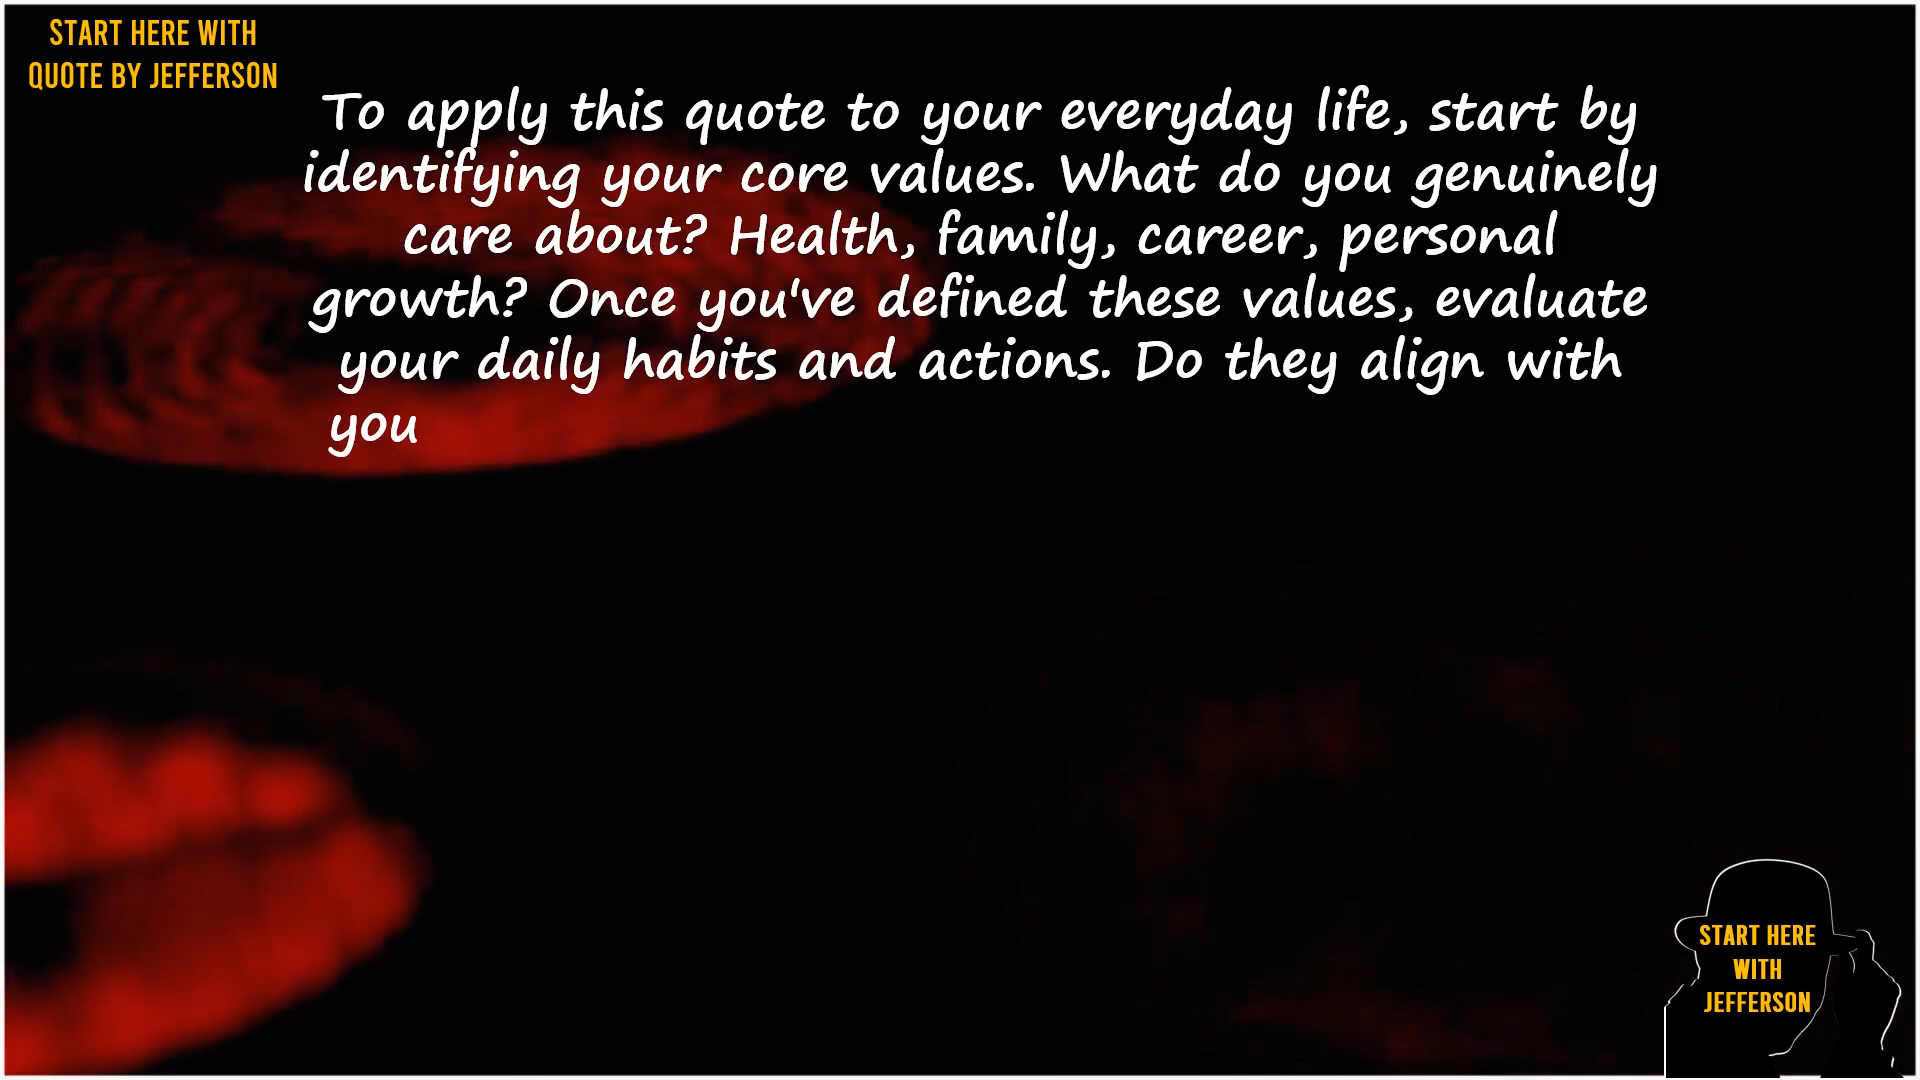 START HERE WITH
QUOTE BY JEFFERSON
To apply this quote to your everyday life, start by
identifying your core values. What do you genuinely
care about? Health, family, career, personal
growth? Once you've defined these values, evaluate
your daily habits and actions. Do they align with
you
START HERE
WITH
JEFFERSON